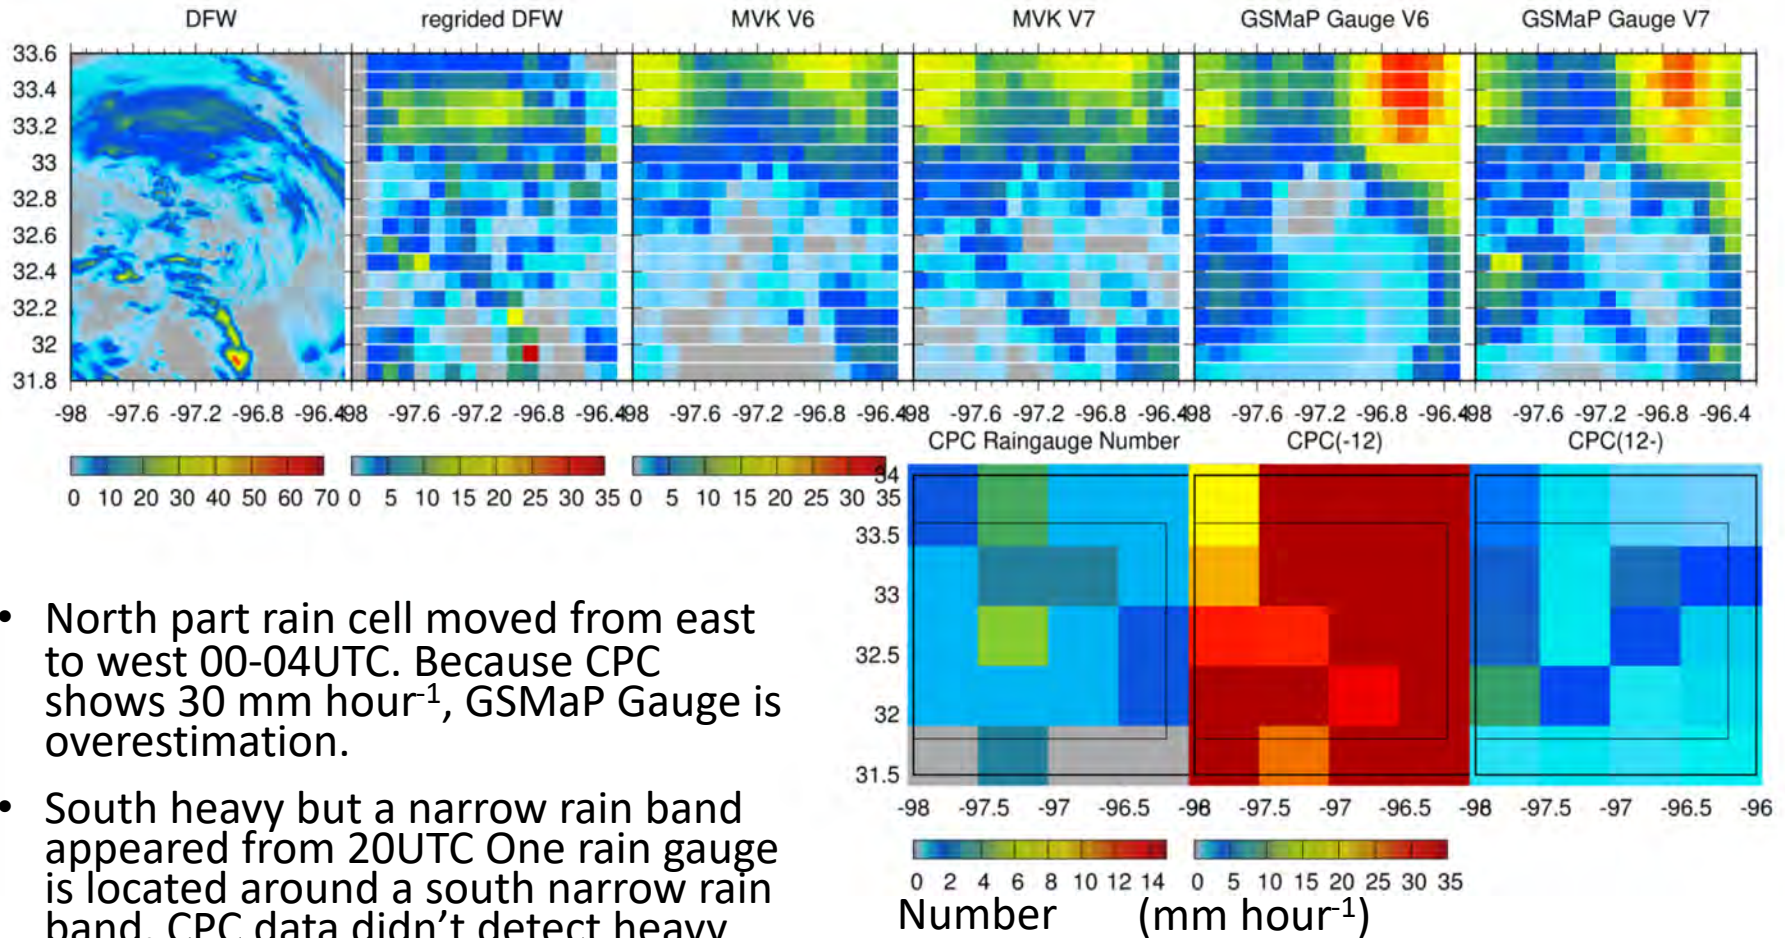 DFW regrided DFW MVK V6 MVK V7 GSMaP Gauge V6 GSMaP Gauge V7
33.6
33.4
33.2
33
32.8
32.6
32.4
32.2
32
31.8
-98 -97.6 -97.2 -96.8 -96.4 98 -97.6 -97.2 -96.8 -96.4 98 -97.6 -97.2 -96.8 -96.4 98 -97.6 -97.2 -96.8 -96.4 98 -97.6 -97.2 -96.8 -96.4 98 -97.6 -97.2 -96.8 -96.4
CPC Raingauge Number CPC(-12) CPC(12-)
0 10 20 30 40 50 60 70 0 5 10 15 20 25 30 35 0 5 10 15 20 25 30 35
34
33.5
33
32.5
32
31.5
-98 -97.5 -97 -96.5 -96 -97.5 -97 -96.5 -98 -97.5 -97 -96.5 -96
0 2 4 6 8 10 12 14 0 5 10 15 20 25 30 35
Number (mm hour-1)
• North part rain cell moved from east
to west 00-04UTC. Because CPC
shows 30 mm hour-1, GSMaP Gauge is
overestimation.
• South heavy but a narrow rain band
appeared from 20UTC One rain gauge
is located around a south narrow rain
band. CPC data didn't detect heavy